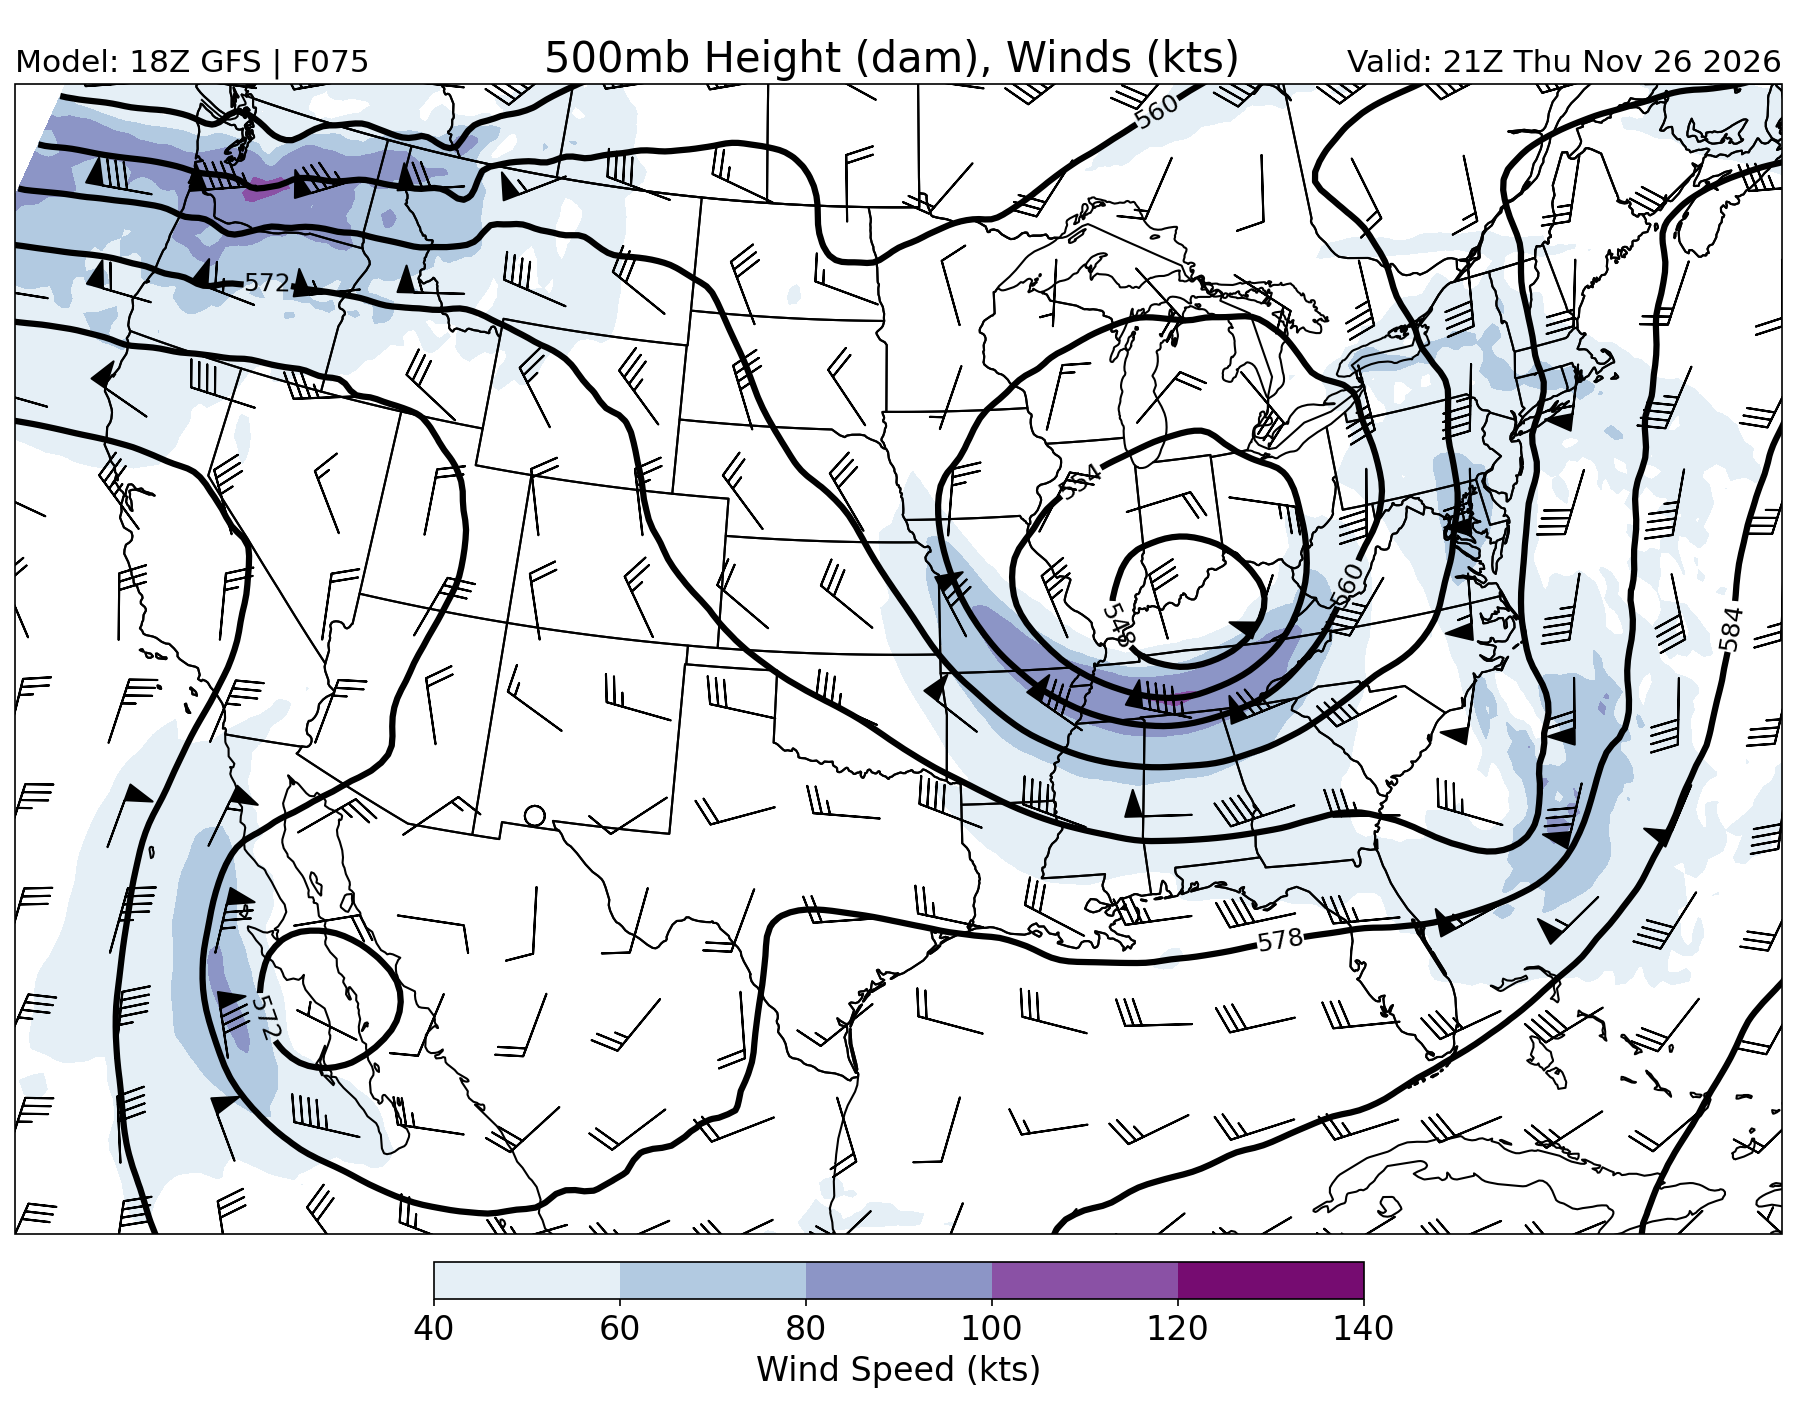 Model: 18Z GFS | F075
500mb Height (dam), Winds (kts)
Valid: 21Z Thu Nov 26 2026
560
572
554
560
548
584
578
572
40 60 80 100 120 140
Wind Speed (kts)